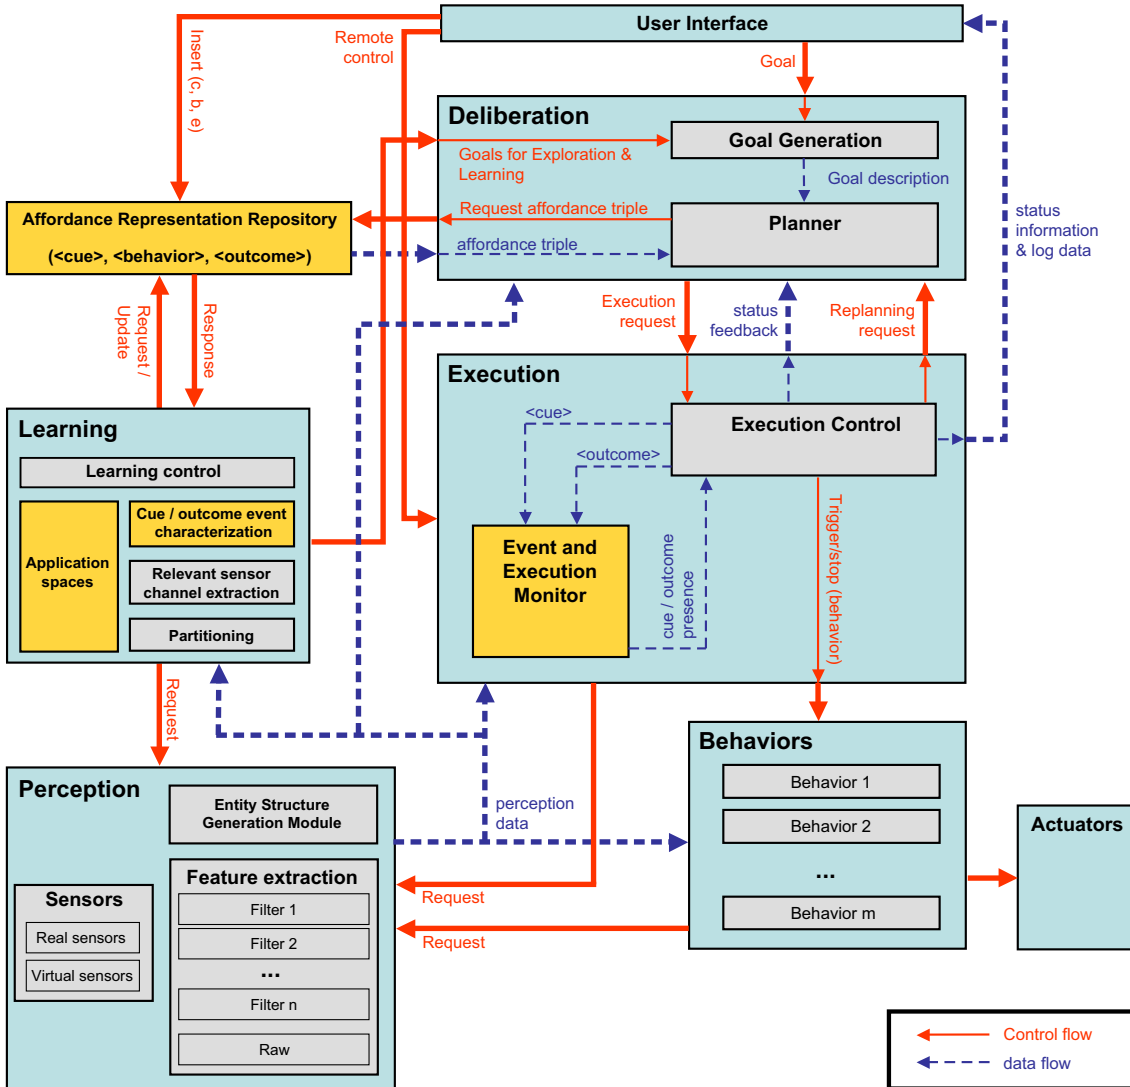 User Interface
Insert (c, b, e)
Remote
control
Goal
Deliberation
Goal Generation
Goals for Exploration &
Learning
Goal description
Affordance Representation Repository
(<cue>, <behavior>, <outcome>)
Request affordance triple
Planner
affordance triple
status
information
& log data
Request /
Update
Response
Execution
request
status
feedback
Replanning
request
Execution
<cue>
Execution Control
<outcome>
Event and
Execution
Monitor
cue / outcome
presence
Trigger/stop (behavior)
Learning
Learning control
Application
spaces
Cue / outcome event
characterization
Relevant sensor
channel extraction
Partitioning
Request
Perception
Entity Structure
Generation Module
perception
data
Feature extraction
Filter 1
Filter 2
...
Filter n
Raw
Sensors
Real sensors
Virtual sensors
Request
Request
Behaviors
Behavior 1
Behavior 2
...
Behavior m
Actuators
Control flow
data flow